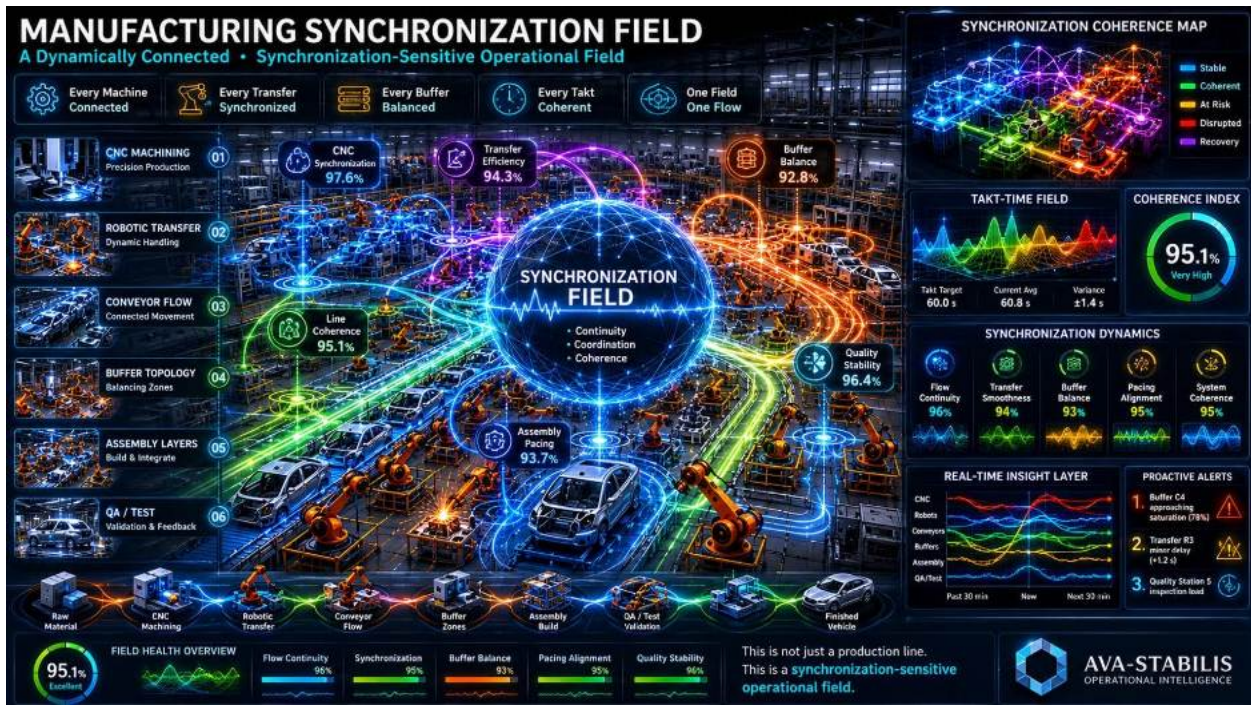 MANUFACTURING SYNCHRONIZATION FIELD
A Dynamically Connected • Synchronization-Sensitive Operational Field
Every Machine
Connected
Every Transfer
Synchronized
Every Buffer
Balanced
Every Takt
Coherent
One Field
One Flow
CNC MACHINING
Precision Production
01
ROBOTIC TRANSFER
Dynamic Handling
02
CONVEYOR FLOW
Connected Movement
03
BUFFER TOPOLOGY
Balancing Zones
04
ASSEMBLY LAYERS
Build & Integrate
05
QA / TEST
Validation & Feedback
06
CNC
Synchronization
97.6%
Transfer
Efficiency
94.3%
Buffer
Balance
92.8%
Line
Coherence
95.1%
SYNCHRONIZATION
FIELD
• Continuity
• Coordination
• Coherence
Quality
Stability
96.4%
Assembly
Pacing
93.7%
SYNCHRONIZATION COHERENCE MAP
Stable
Coherent
At Risk
Disrupted
Recovery
TAKT-TIME FIELD
Takt Target
60.0 s
Current Avg
60.8 s
Variance
±1.4 s
COHERENCE INDEX
95.1%
Very High
SYNCHRONIZATION DYNAMICS
Flow
Continuity
96%
Transfer
Smoothness
94%
Buffer
Balance
93%
Pacing
Alignment
95%
System
Coherence
95%
REAL-TIME INSIGHT LAYER
CNC
Robots
Conveyors
Buffers
Assembly
QA/Test
Past 30 min
Now
Next 30 min
PROACTIVE ALERTS
1. Buffer C4
approaching
saturation (78%)
2. Transfer R3
minor delay
(+1.2 s)
3. Quality Station 5
inspection load
Raw
Material
CNC
Machining
Robotic
Transfer
Conveyor
Flow
Buffer
Zones
Assembly
Build
QA / Test
Validation
Finished
Vehicle
95.1%
Excellent
FIELD HEALTH OVERVIEW
Flow Continuity
96%
Synchronization
95%
Buffer Balance
93%
Pacing Alignment
95%
Quality Stability
96%
This is not just a production line.
This is a synchronization-sensitive
operational field.
AVA-STABILIS
OPERATIONAL INTELLIGENCE